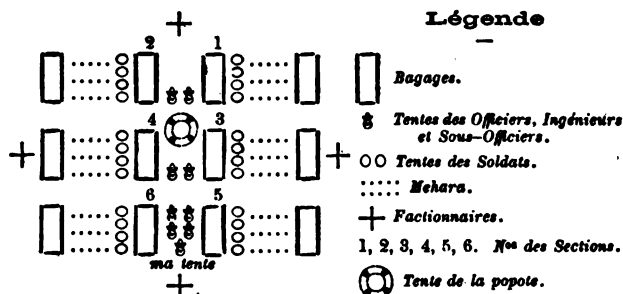 Légende
2 1
Bagages.
Tentes des Officiers, Ingénieurs
et Sous-Officiers.
4 3
Tentes des Soldats.
Mehara.
Factionnaires.
6 5
1, 2, 3, 4, 5, 6. Nos des Sections.
ma tente
Tente de la popote.